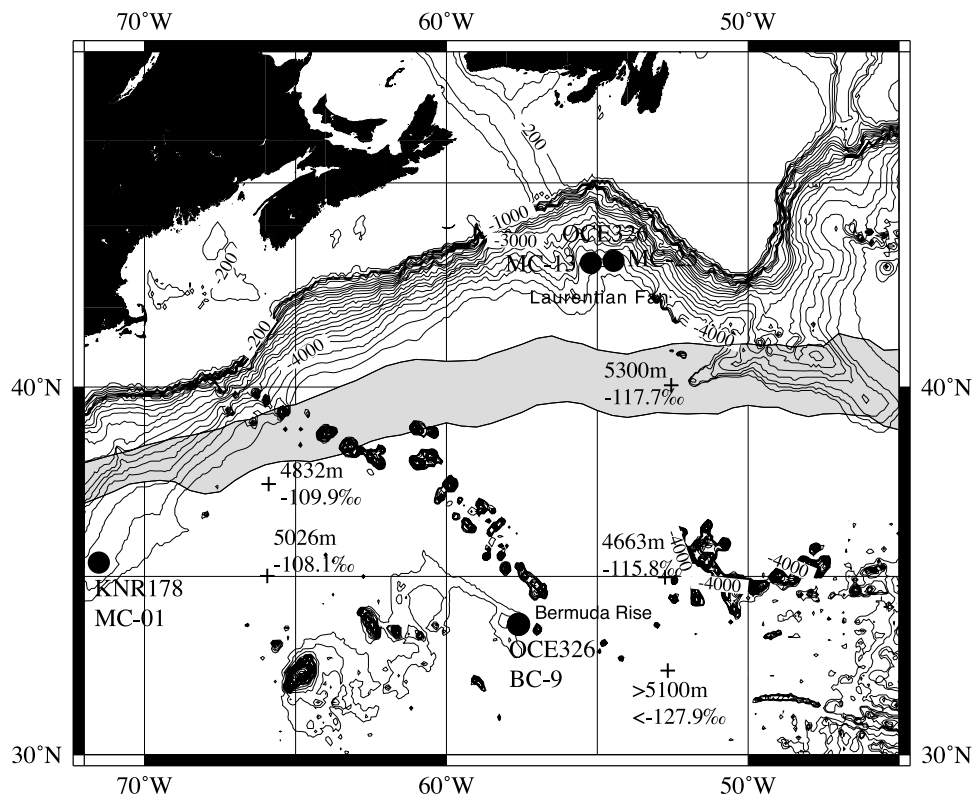 70°W
60°W
50°W
-200
-1000
-3000
OCE326
MC-13
Laurentian Fan
-200
-200
-4000
-4000
40°N
40°N
5300m
-117.7‰
4832m
-109.9‰
5026m
-108.1‰
4663m
-115.8‰
-4000
-4000
-4000
KNR178
MC-01
Bermuda Rise
OCE326
BC-9
>5100m
<-127.9‰
30°N
30°N
70°W
60°W
50°W